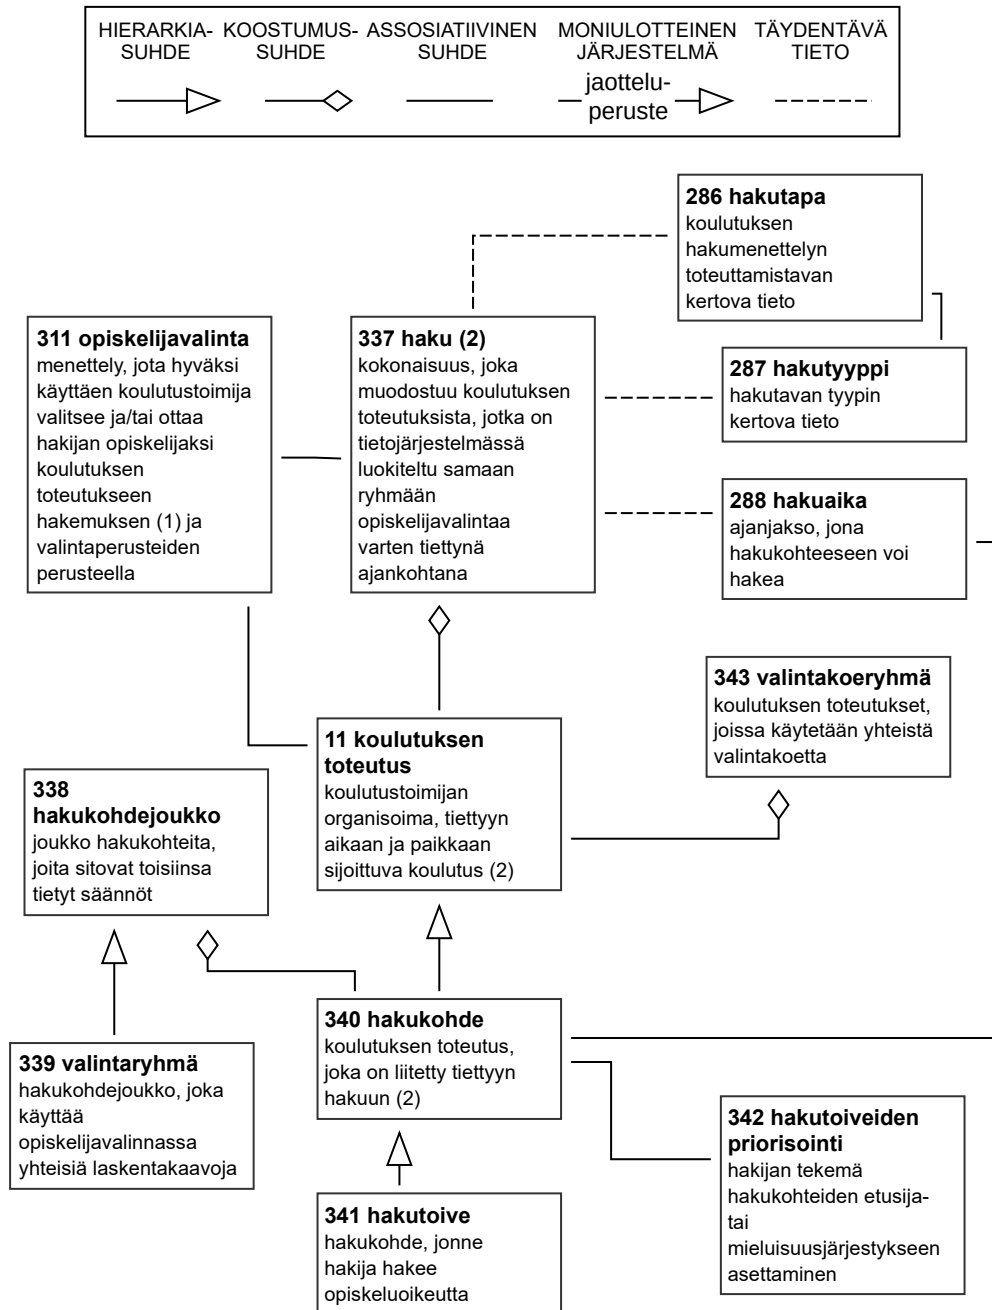 HIERARKIA-
SUHDE
KOOSTUMUS-
SUHDE
ASSOSIATIIVINEN
SUHDE
MONIULOTTEINEN
JÄRJESTELMÄ
TÄYDENTÄVÄ
TIETO
jaottelu-
peruste
286 hakutapa
koulutuksen
hakumenettelyn
toteuttamistavan
kertova tieto
311 opiskelijavalinta
menettely, jota hyväksi
käyttäen koulutustoimija
valitsee ja/tai ottaa
hakijan opiskelijaksi
koulutuksen
toteutukseen
hakemuksen (1) ja
valintaperusteiden
perusteella
337 haku (2)
kokonaisuus, joka
muodostuu koulutuksen
toteutuksista, jotka on
tietojärjestelmässä
luokiteltu samaan
ryhmään
opiskelijavalintaa
varten tiettynä
ajankohtana
287 hakutyyppi
hakutavan tyypin
kertova tieto
288 hakuaika
ajanjakso, jona
hakukohteeseen voi
hakea
343 valintakoeryhmä
koulutuksen toteutukset,
joissa käytetään yhteistä
valintakoetta
11 koulutuksen
toteutus
koulutustoimijan
organisoima, tiettyyn
aikaan ja paikkaan
sijoittuva koulutus (2)
338
hakukohdejoukko
joukko hakukohteita,
joita sitovat toisiinsa
tietyt säännöt
340 hakukohde
koulutuksen toteutus,
joka on liitetty tiettyyn
hakuun (2)
339 valintaryhmä
hakukohdejoukko, joka
käyttää
opiskelijavalinnassa
yhteisiä laskentakaavoja
342 hakutoiveiden
priorisointi
hakijan tekemä
hakukohteiden etusija-
tai
mieluisuusjärjestykseen
asettaminen
341 hakutoive
hakukohde, jonne
hakija hakee
opiskeluoikeutta